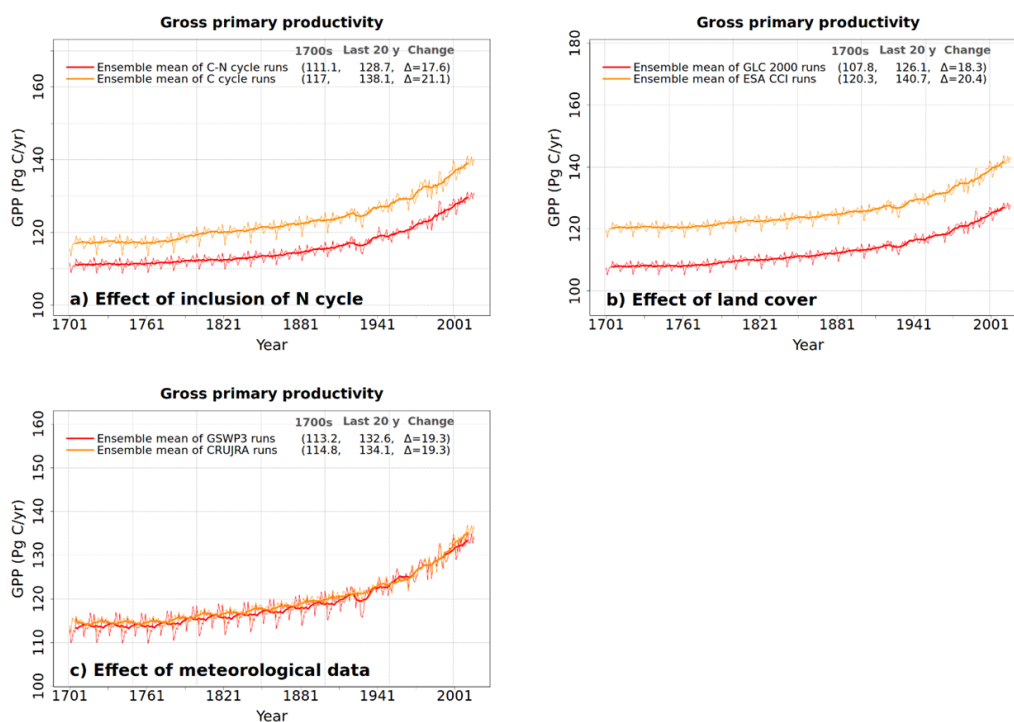 Gross primary productivity
1700s Last 20 y Change
Ensemble mean of C-N cycle runs (111.1, 128.7, Δ=17.6)
Ensemble mean of C cycle runs (117, 138.1, Δ=21.1)
GPP (Pg C/yr)
160
140
120
100
a) Effect of inclusion of N cycle
1701 1761 1821 1881 1941 2001
Year
Gross primary productivity
1700s Last 20 y Change
Ensemble mean of GLC 2000 runs (107.8, 126.1, Δ=18.3)
Ensemble mean of ESA CCI runs (120.3, 140.7, Δ=20.4)
GPP (Pg C/yr)
180
160
140
120
100
b) Effect of land cover
1701 1761 1821 1881 1941 2001
Year
Gross primary productivity
1700s Last 20 y Change
Ensemble mean of GSWP3 runs (113.2, 132.6, Δ=19.3)
Ensemble mean of CRUJRA runs (114.8, 134.1, Δ=19.3)
GPP (Pg C/yr)
160
150
140
130
120
110
100
c) Effect of meteorological data
1701 1761 1821 1881 1941 2001
Year